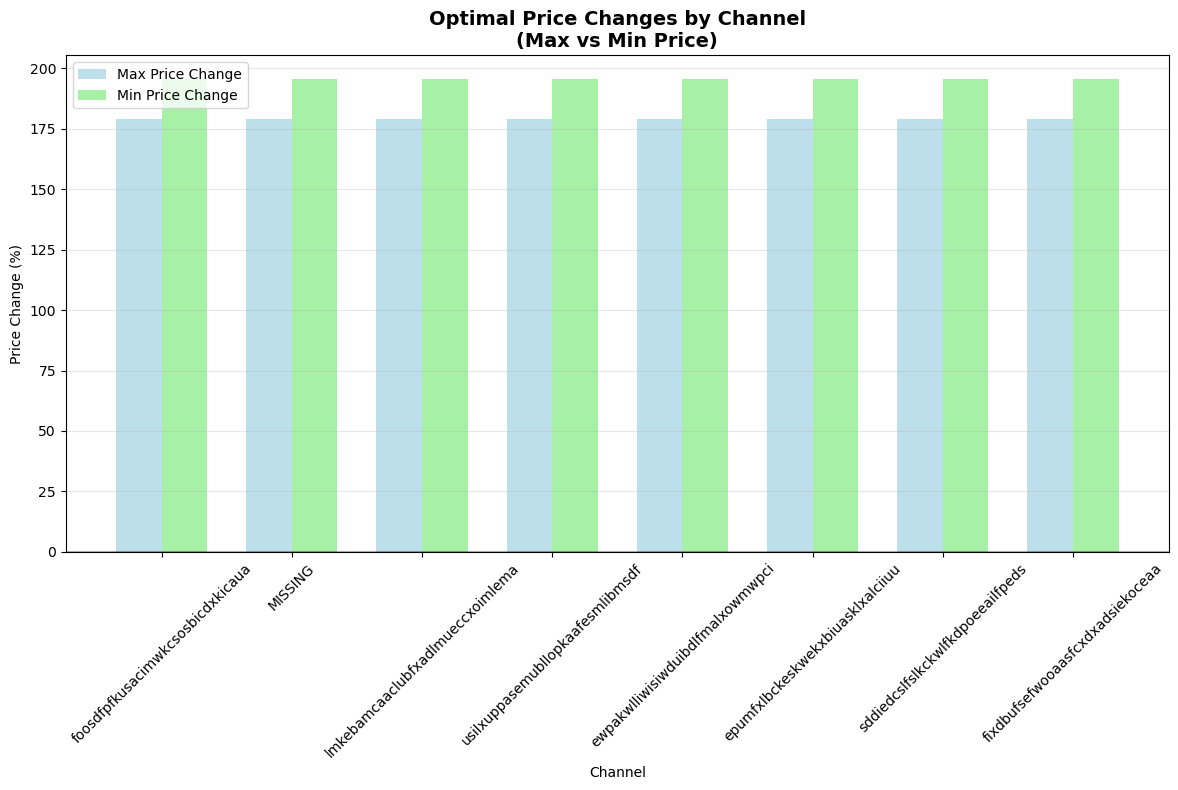 Optimal Price Changes by Channel
(Max vs Min Price)
Max Price Change
Min Price Change
Price Change (%)
200
175
150
125
100
75
50
25
0
foosdfpfkusacimwkcsosbicdxkicaua
MISSING
lmkebamcaaclubfxadlmueccxoimlema
usilxuppasemubllopkaafesmlibmsdf
ewpakwlliwisiwduibdlfmalxowmwpci
epumfxlbckeskwekxbiuasklxalciiuu
sddiedcslfslkckwlfkdpoeeailfpeds
fixdbufsefwooaasfcxdxadsiekoceaa
Channel